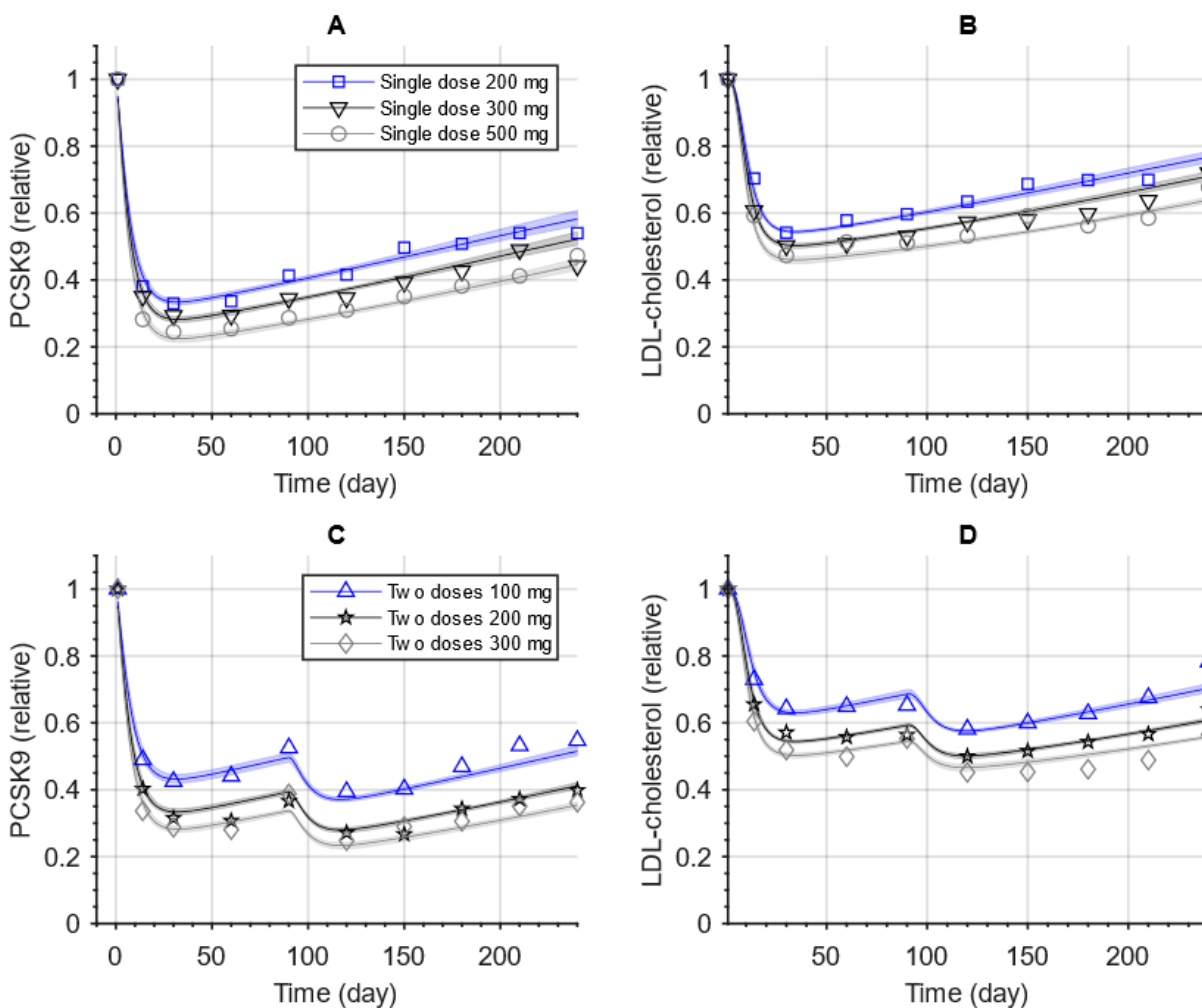 A
PCSK9 (relative)
1
0.8
0.6
0.4
0.2
0
Single dose 200 mg
Single dose 300 mg
Single dose 500 mg
0 50 100 150 200
Time (day)
B
LDL-cholesterol (relative)
1
0.8
0.6
0.4
0.2
0
50 100 150 200
Time (day)
C
PCSK9 (relative)
1
0.8
0.6
0.4
0.2
0
Two doses 100 mg
Two doses 200 mg
Two doses 300 mg
0 50 100 150 200
Time (day)
D
LDL-cholesterol (relative)
1
0.8
0.6
0.4
0.2
0
50 100 150 200
Time (day)